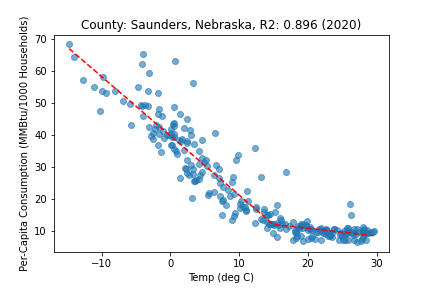 County: Saunders, Nebraska, R2: 0.896 (2020)
Per-Capita Consumption (MMBtu/1000 Households)
70
60
50
40
30
20
10
−10 0 10 20 30
Temp (deg C)